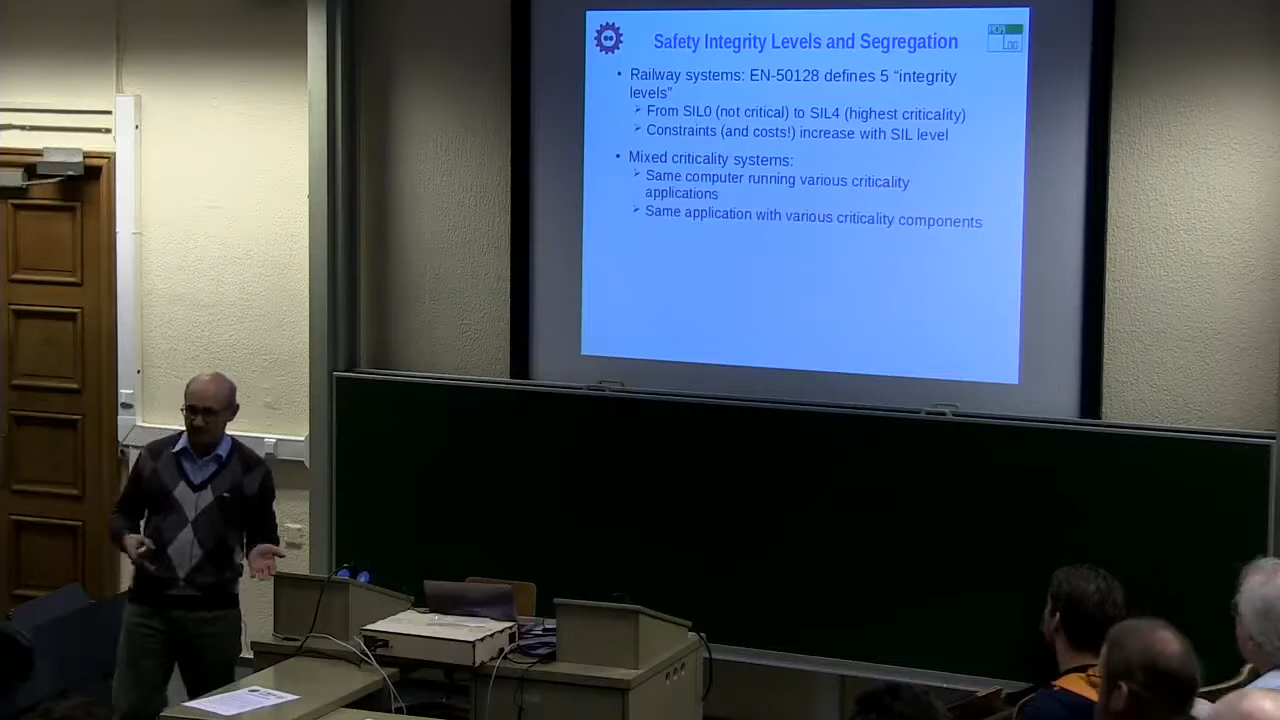 Safety Integrity Levels and Segregation
ADA
LOG
• Railway systems: EN-50128 defines 5 “integrity
levels”
➢ From SIL0 (not critical) to SIL4 (highest criticality)
➢ Constraints (and costs!) increase with SIL level
• Mixed criticality systems:
➢ Same computer running various criticality
applications
➢ Same application with various criticality components